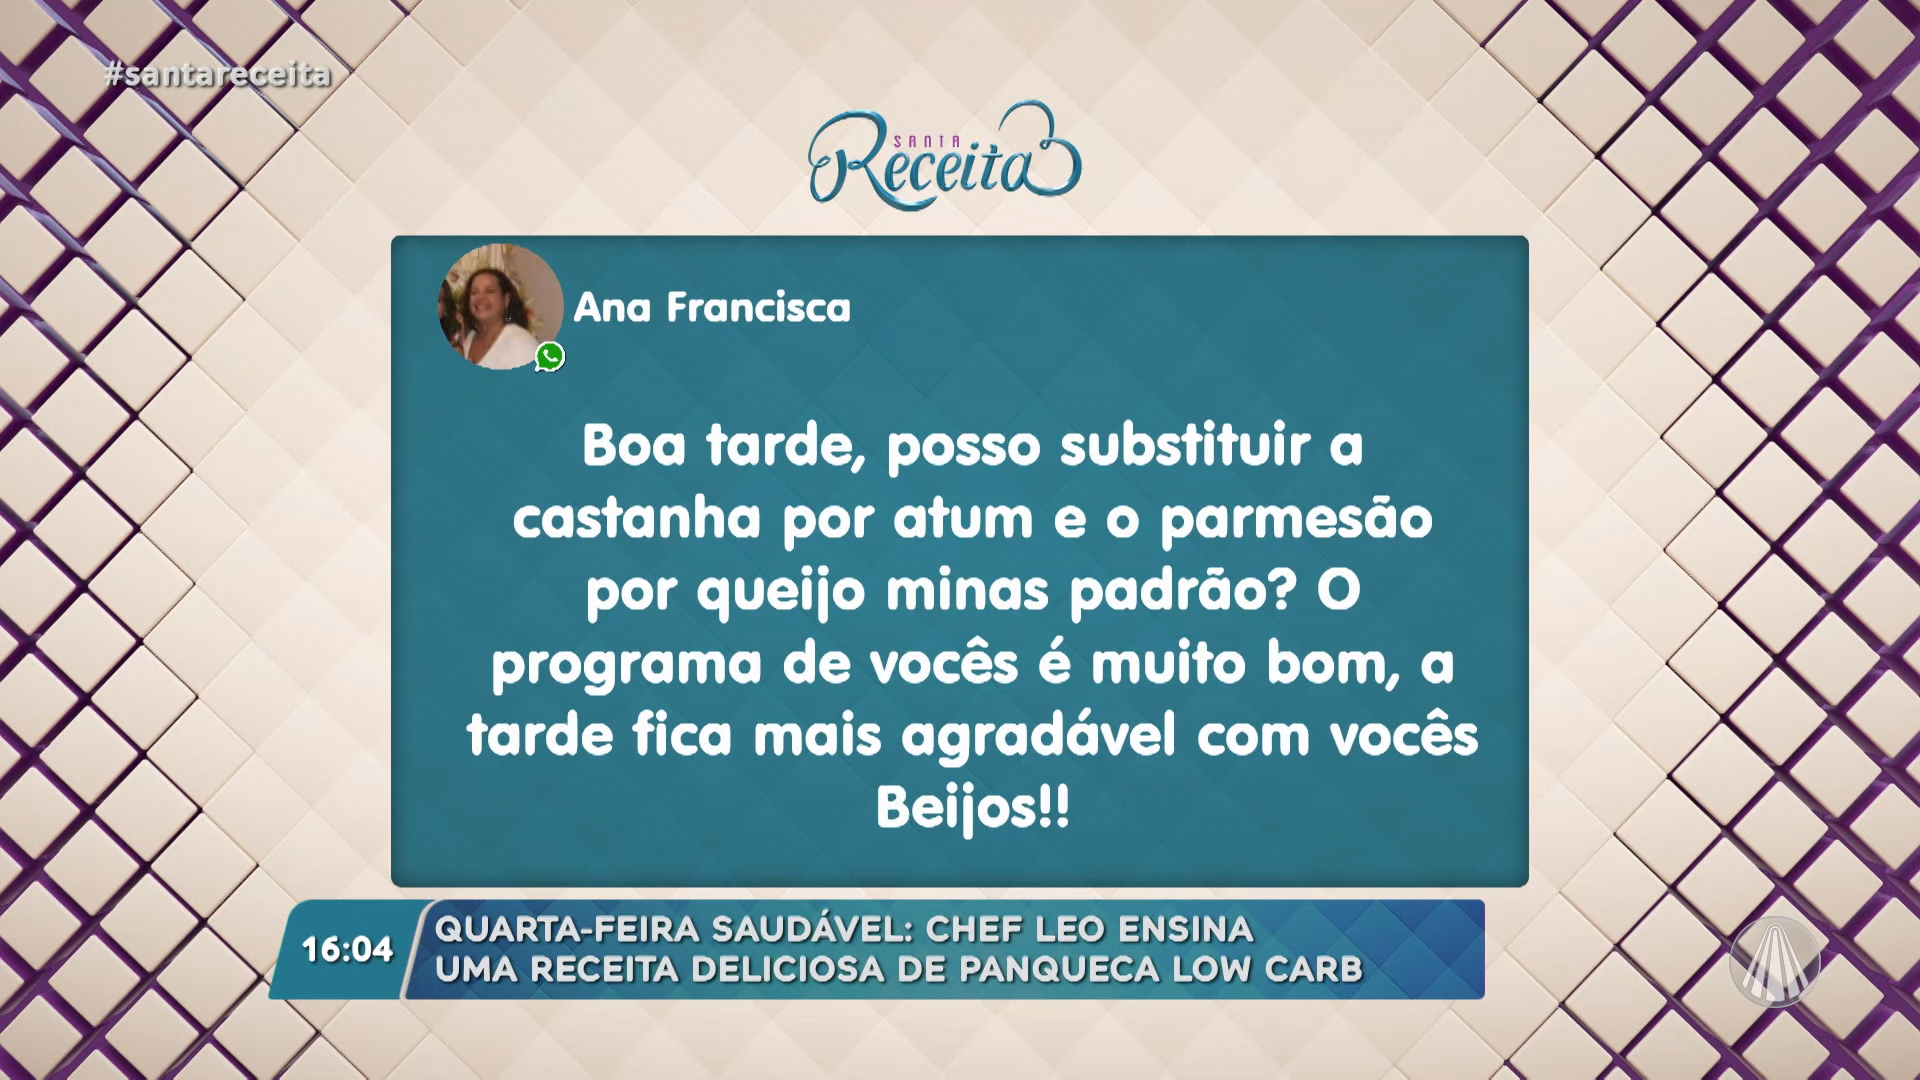 #santareceita
SANTA
Receita
Ana Francisca
Boa tarde, posso substituir a
castanha por atum e o parmesão
por queijo minas padrão? O
programa de vocês é muito bom, a
tarde fica mais agradável com vocês
Beijos!!
16:04
QUARTA-FEIRA SAUDÁVEL: CHEF LEO ENSINA
UMA RECEITA DELICIOSA DE PANQUECA LOW CARB